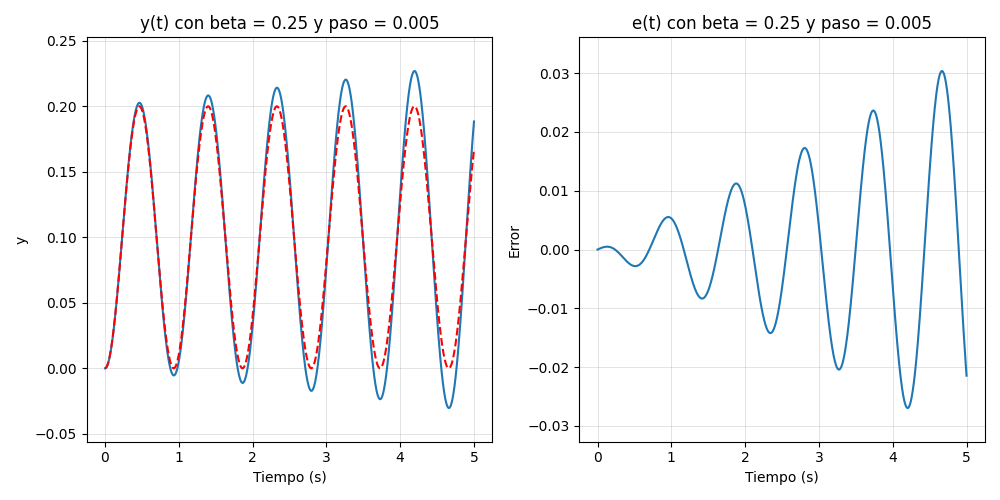 y(t) con beta = 0.25 y paso = 0.005
0.25
0.20
0.15
0.10
0.05
0.00
−0.05
y
0 1 2 3 4 5
Tiempo (s)
e(t) con beta = 0.25 y paso = 0.005
0.03
0.02
0.01
0.00
−0.01
−0.02
−0.03
Error
0 1 2 3 4 5
Tiempo (s)